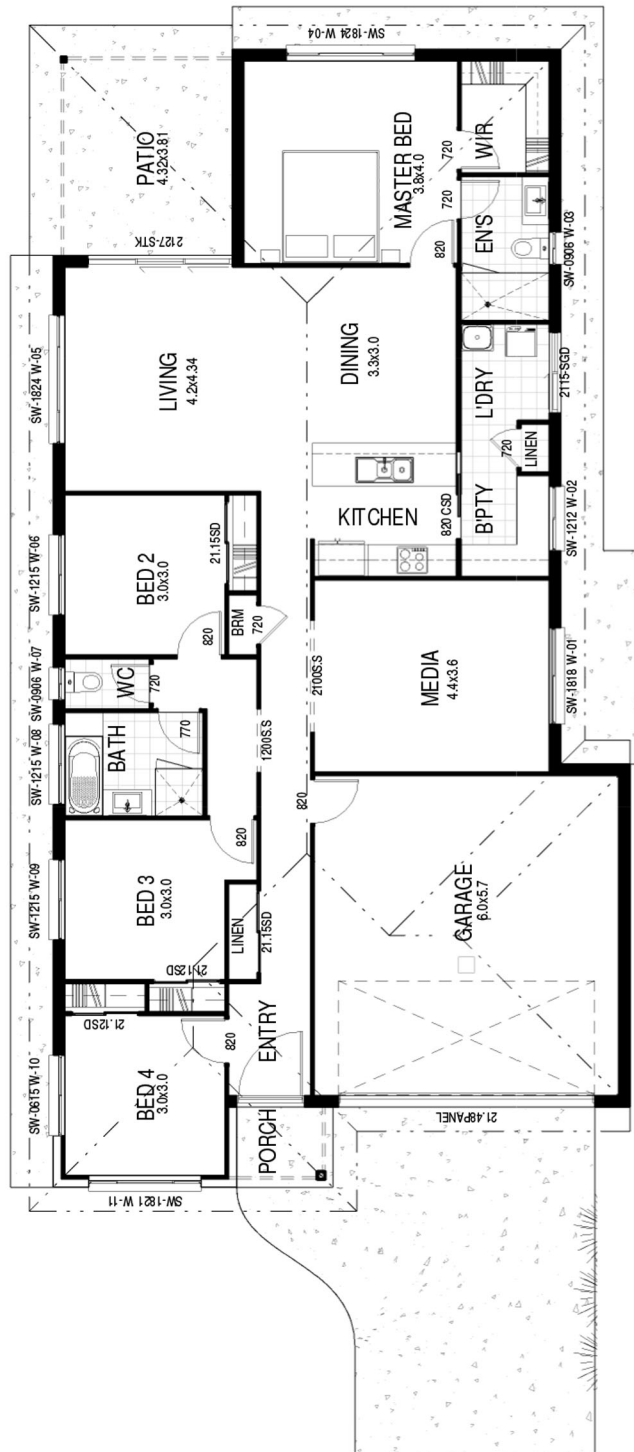 SW-1824 W-04
PATIO
4.32x3.81
MASTER BED
3.8x4.0
720
WIR
720
EN'S
820
SW-0906 W-03
2127-STK
SW-1824 W-05
LIVING
4.2x4.34
DINING
3.3x3.0
L'DRY
2115-SGD
720
LINEN
KITCHEN
820 CSD
B'PTY
SW-1212 W-02
SW-1215 W-06
BED 2
3.0x3.0
21.15SD
820
BRM
720
SW-0906 W-07
WC
720
2100S.S
MEDIA
4.4x3.6
SW-1818 W-01
SW-1215 W-08
BATH
770
1200S.S
820
820
SW-1215 W-09
BED 3
3.0x3.0
LINEN
21.15SD
21.12SD
21.12SD
GARAGE
6.0x5.7
SW-0615 W-10
BED 4
3.0x3.0
820
ENTRY
PORCH
21.48PANEL
SW-1821 W-11